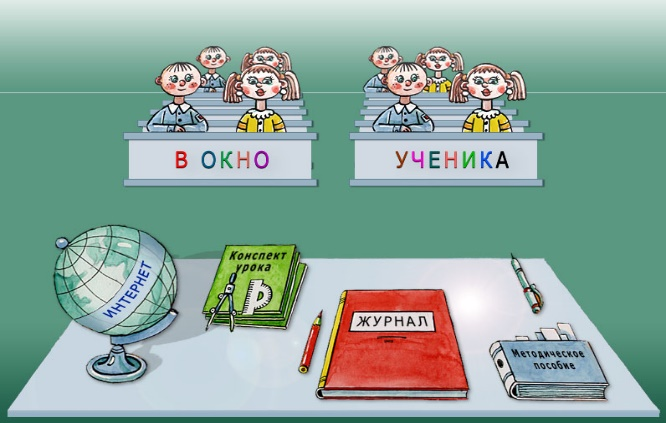 В ОКНО
УЧЕНИКА
ИНТЕРНЕТ
Конспект
урока
ЖУРНАЛ
Методическое
пособие